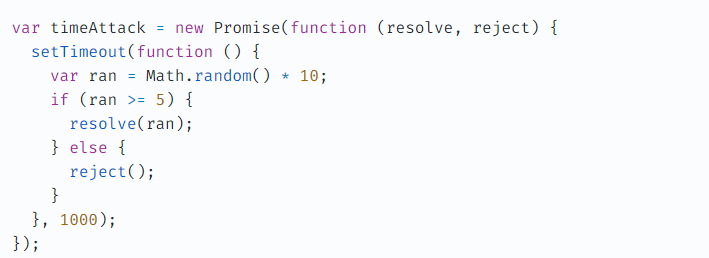 var timeAttack = new Promise(function (resolve, reject) {
  setTimeout(function () {
    var ran = Math.random() * 10;
    if (ran >= 5) {
      resolve(ran);
    } else {
      reject();
    }
  }, 1000);
});